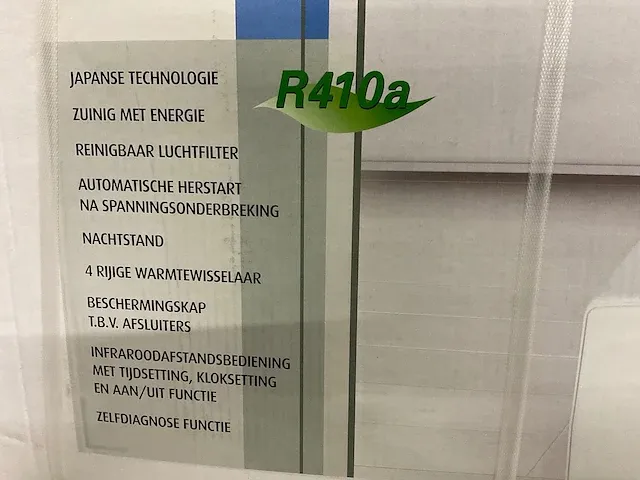 JAPANSE TECHNOLOGIE
R410a
ZUINIG MET ENERGIE
REINIGBAAR LUCHTFILTER
AUTOMATISCHE HERSTART
NA SPANNINGSONDERBREKING
NACHTSTAND
4 RIJIGE WARMTEWISSELAAR
BESCHERMINGSKAP
T.B.V. AFSLUITERS
INFRAROODAFSTANDSBEDIENING
MET TIJDSETTING, KLOKSETTING
EN AAN/UIT FUNCTIE
ZELFDIAGNOSE FUNCTIE